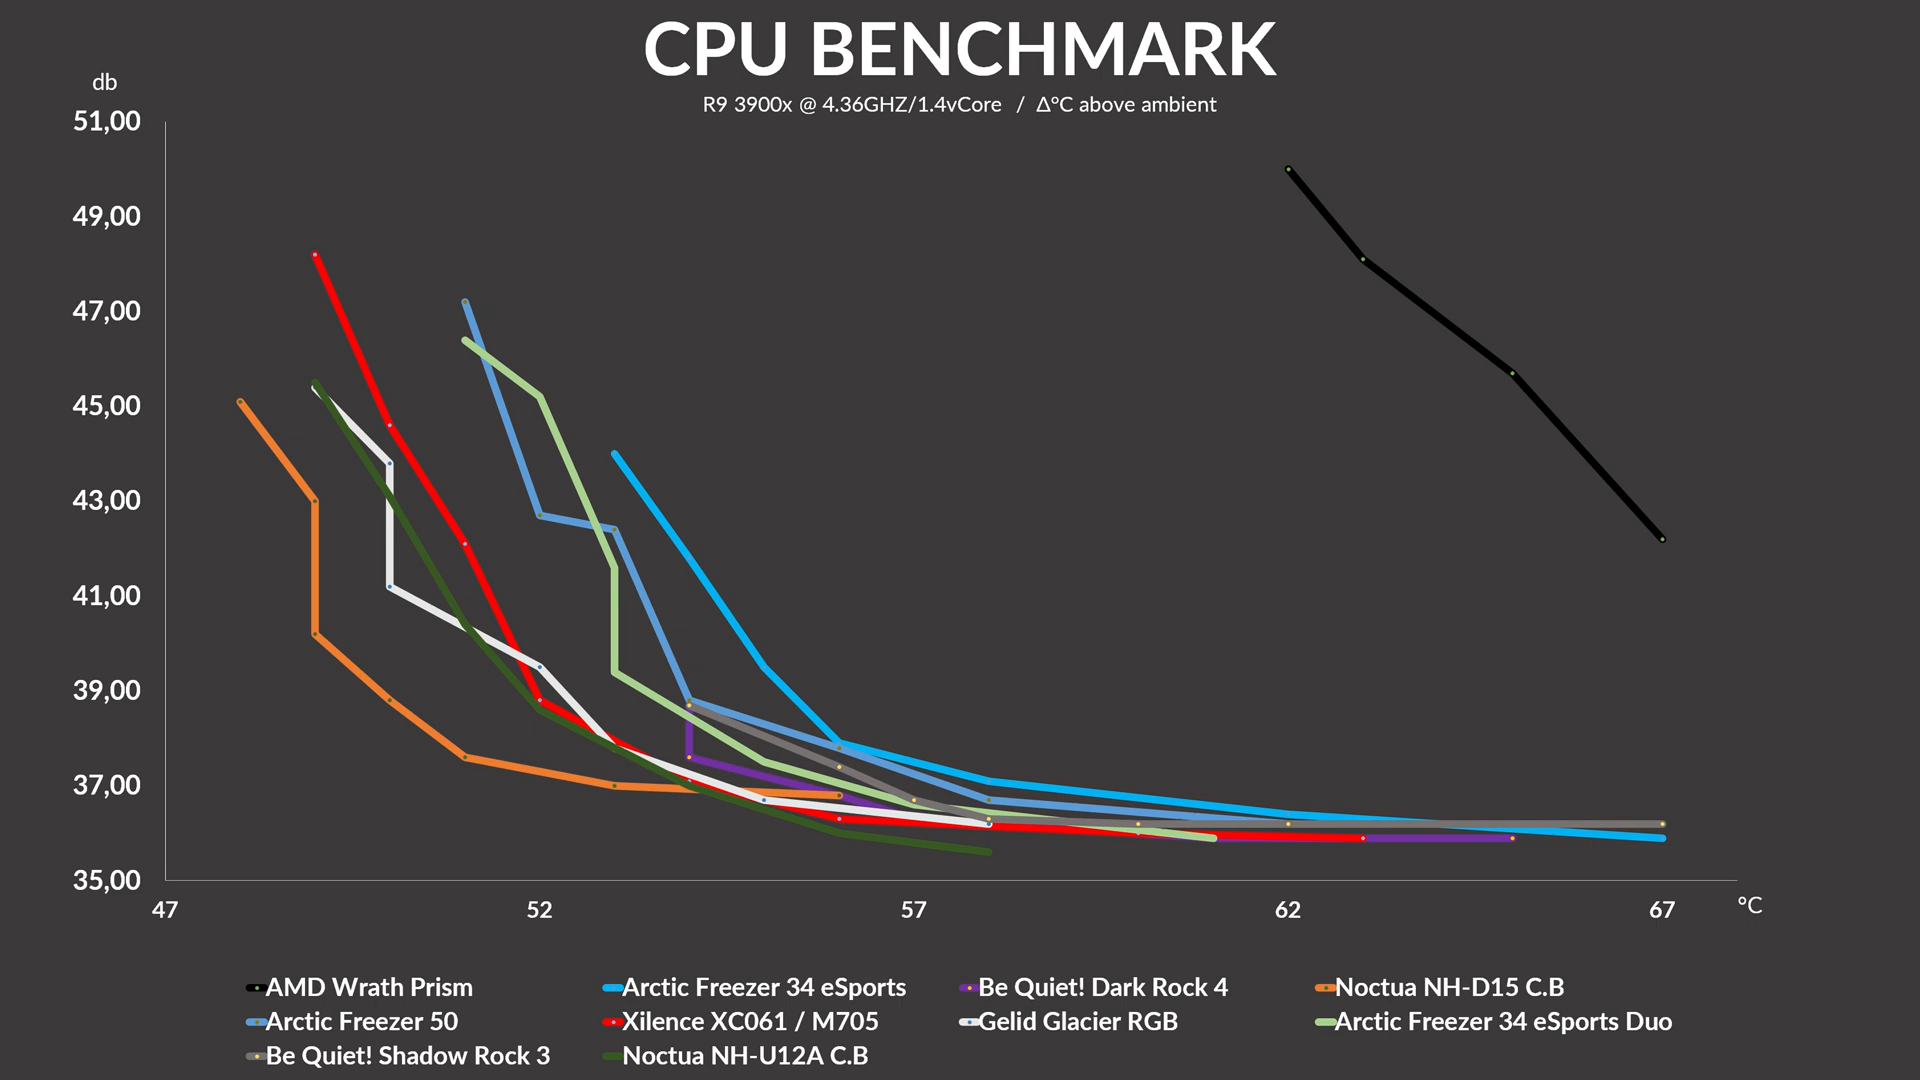 CPU BENCHMARK
db
R9 3900x @ 4.36GHZ/1.4vCore / Δ°C above ambient
51,00
49,00
47,00
45,00
43,00
41,00
39,00
37,00
35,00
47 52 57 62 67 °C
AMD Wrath Prism Arctic Freezer 34 eSports Be Quiet! Dark Rock 4 Noctua NH-D15 C.B
Arctic Freezer 50 Xilence XC061 / M705 Gelid Glacier RGB Arctic Freezer 34 eSports Duo
Be Quiet! Shadow Rock 3 Noctua NH-U12A C.B